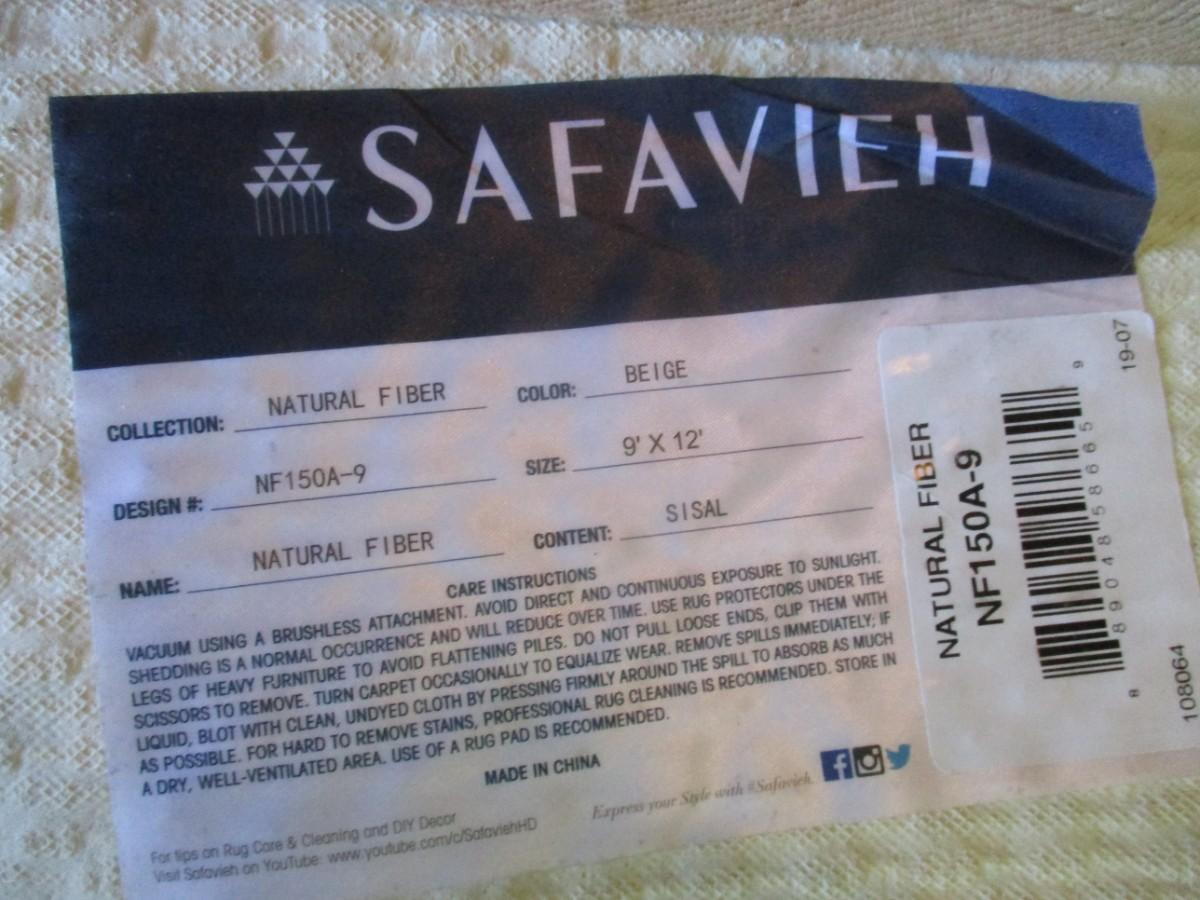 SAFAVIEH
COLLECTION: NATURAL FIBER
COLOR: BEIGE
DESIGN #: NF150A-9
SIZE: 9' X 12'
NAME: NATURAL FIBER
CONTENT: SISAL
CARE INSTRUCTIONS
VACUUM USING A BRUSHLESS ATTACHMENT. AVOID DIRECT AND CONTINUOUS EXPOSURE TO SUNLIGHT.
SHEDDING IS A NORMAL OCCURRENCE AND WILL REDUCE OVER TIME. USE RUG PROTECTORS UNDER THE
LEGS OF HEAVY FURNITURE TO AVOID FLATTENING PILES. DO NOT PULL LOOSE ENDS, CLIP THEM WITH
SCISSORS TO REMOVE. TURN CARPET OCCASIONALLY TO EQUALIZE WEAR. REMOVE SPILLS IMMEDIATELY; IF
LIQUID, BLOT WITH CLEAN, UNDYED CLOTH BY PRESSING FIRMLY AROUND THE SPILL TO ABSORB AS MUCH
AS POSSIBLE. FOR HARD TO REMOVE STAINS, PROFESSIONAL RUG CLEANING IS RECOMMENDED. STORE IN
A DRY, WELL-VENTILATED AREA. USE OF A RUG PAD IS RECOMMENDED.
MADE IN CHINA
Express your Style with #Safavieh
For tips on Rug Care & Cleaning and DIY Decor
Visit Safavieh on YouTube: www.youtube.com/c/SafaviehHD
NATURAL FIBER
NF150A-9
8 89048 58665 9
108064
19-07